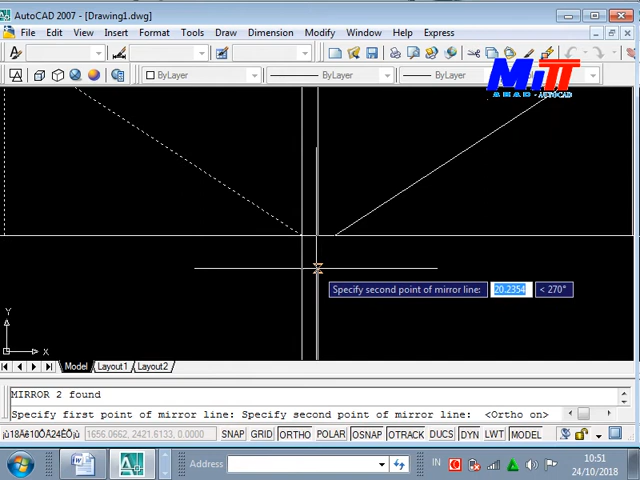 AutoCAD 2007 - [Drawing1.dwg]
File Edit View Insert Format Tools Draw Dimension Modify Window Help Express
ByLayer ByLayer ByLayer
MiTT
AHAD - AUTOCAD
Specify second point of mirror line: 20.2354 < 270°
Y
X
Model Layout1 Layout2
MIRROR 2 found
Specify first point of mirror line: Specify second point of mirror line: <Ortho on>
1656.0662, 2421.6133, 0.0000 SNAP GRID ORTHO POLAR OSNAP OTRACK DUCS DYN LWT MODEL
Address IN 10:51
24/10/2018